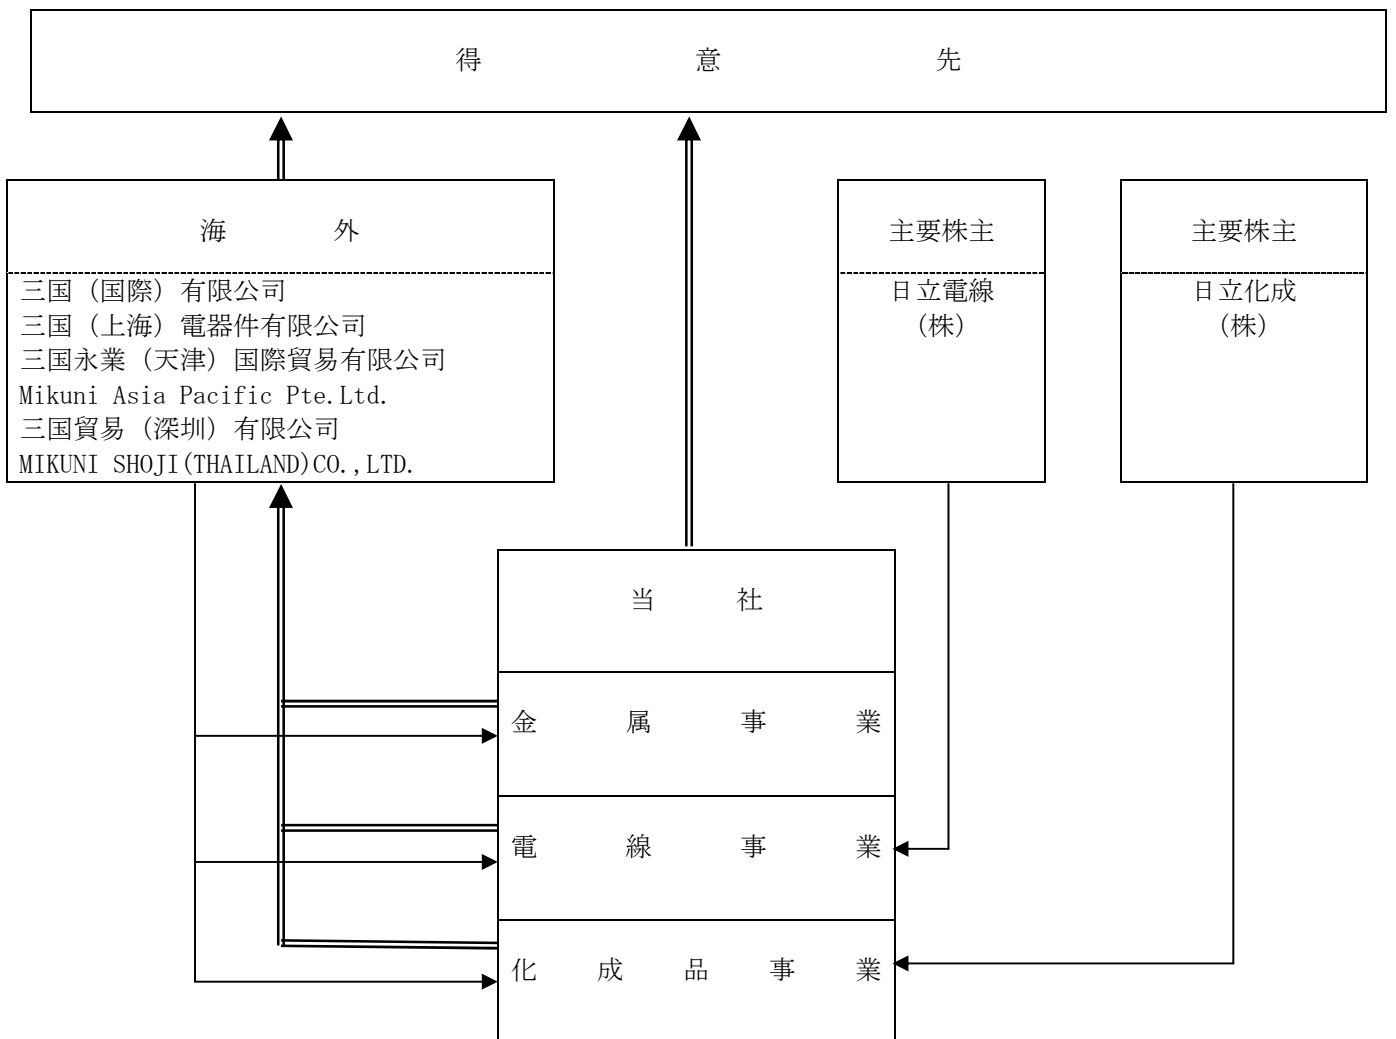 得意先
海外
三国（国際）有限公司
三国（上海）電器件有限公司
三国永業（天津）国際貿易有限公司
Mikuni Asia Pacific Pte.Ltd.
三国貿易（深圳）有限公司
MIKUNI SHOJI(THAILAND)CO.,LTD.
主要株主
日立電線
（株）
主要株主
日立化成
（株）
当社
金属事業
電線事業
化成品事業